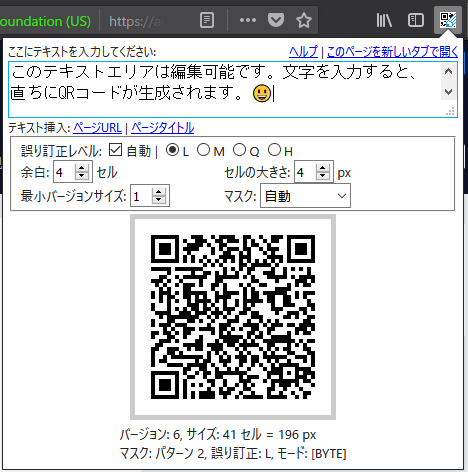 oundation (US)
https://a
ここにテキストを入力してください:
ヘルプ | このページを新しいタブで開く
このテキストエリアは編集可能です。文字を入力すると、
直ちにQRコードが生成されます。😃
テキスト挿入: ページURL | ページタイトル
誤り訂正レベル: 自動 | L M Q H
余白: 4 セル セルの大きさ: 4 px
最小バージョンサイズ: 1 マスク: 自動
バージョン: 6, サイズ: 41 セル = 196 px
マスク: パターン 2, 誤り訂正: L, モード: [BYTE]